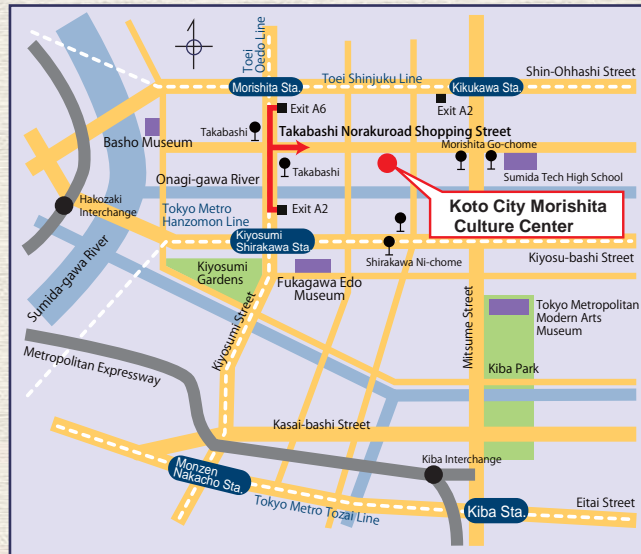 Toei
Oedo Line
Toei Shinjuku Line
Shin-Ohhashi Street
Morishita Sta.
Kikukawa Sta.
Exit A6
Exit A2
Takabashi
Takabashi Norakuroad Shopping Street
Basho Museum
Morishita Go-chome
Takabashi
Sumida Tech High School
Onagi-gawa River
Hakozaki
Interchange
Tokyo Metro
Hanzomon Line
Exit A2
Koto City Morishita
Culture Center
Kiyosumi
Shirakawa Sta
Kiyosu-bashi Street
Shirakawa Ni-chome
Kiyosumi
Gardens
Fukagawa Edo
Museum
Sumida-gawa River
Kiyosumi Street
Mitsume Street
Tokyo Metropolitan
Modern Arts
Museum
Metropolitan Expressway
Kiba Park
Kasai-bashi Street
Kiba Interchange
Monzen
Nakacho Sta.
Tokyo Metro Tozai Line
Kiba Sta.
Eitai Street